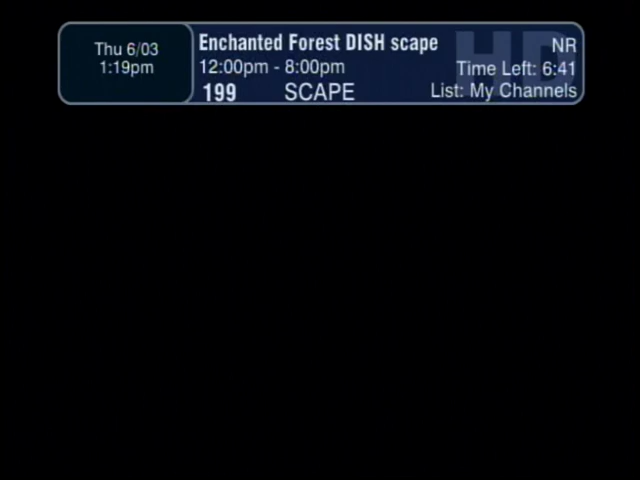 Thu 6/03
1:19pm
Enchanted Forest DISH scape
NR
12:00pm - 8:00pm
Time Left: 6:41
199 SCAPE
List: My Channels
HD